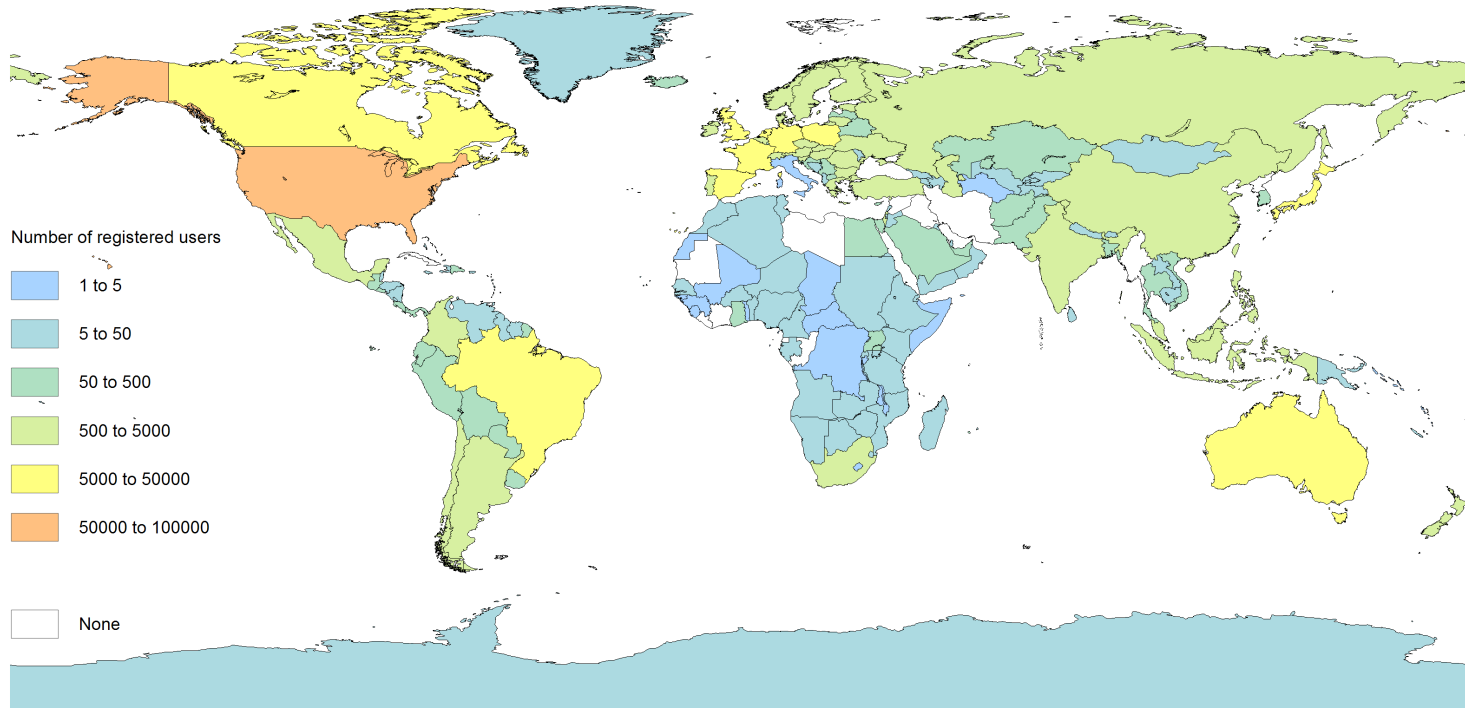 Number of registered users
1 to 5
5 to 50
50 to 500
500 to 5000
5000 to 50000
50000 to 100000
None